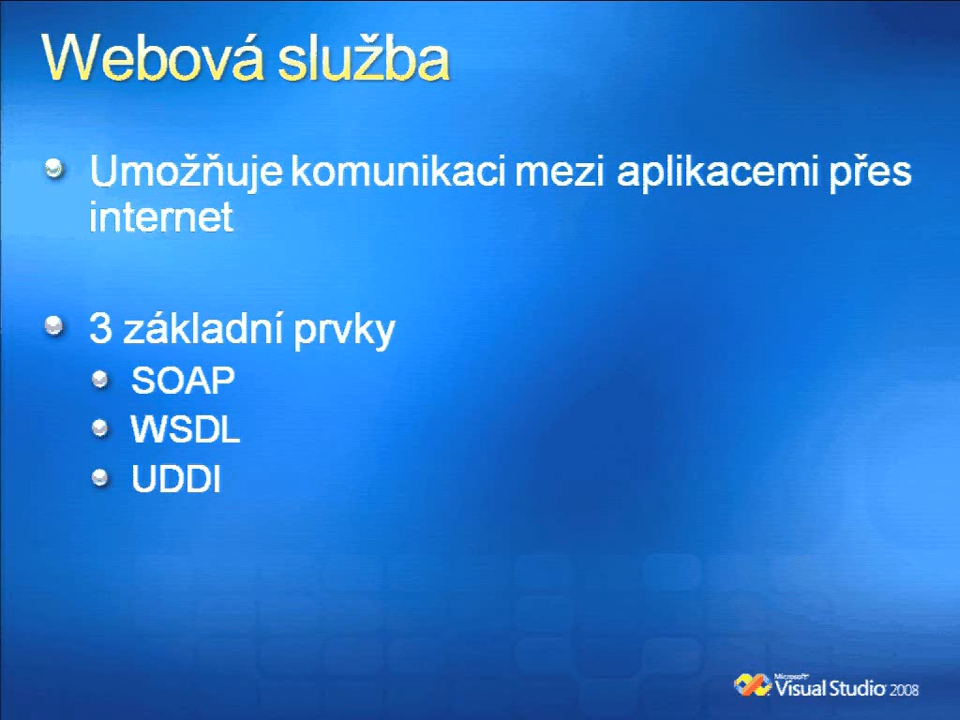 Webová služba
Umožňuje komunikaci mezi aplikacemi přes
internet
3 základní prvky
SOAP
WSDL
UDDI
Microsoft
Visual Studio 2008